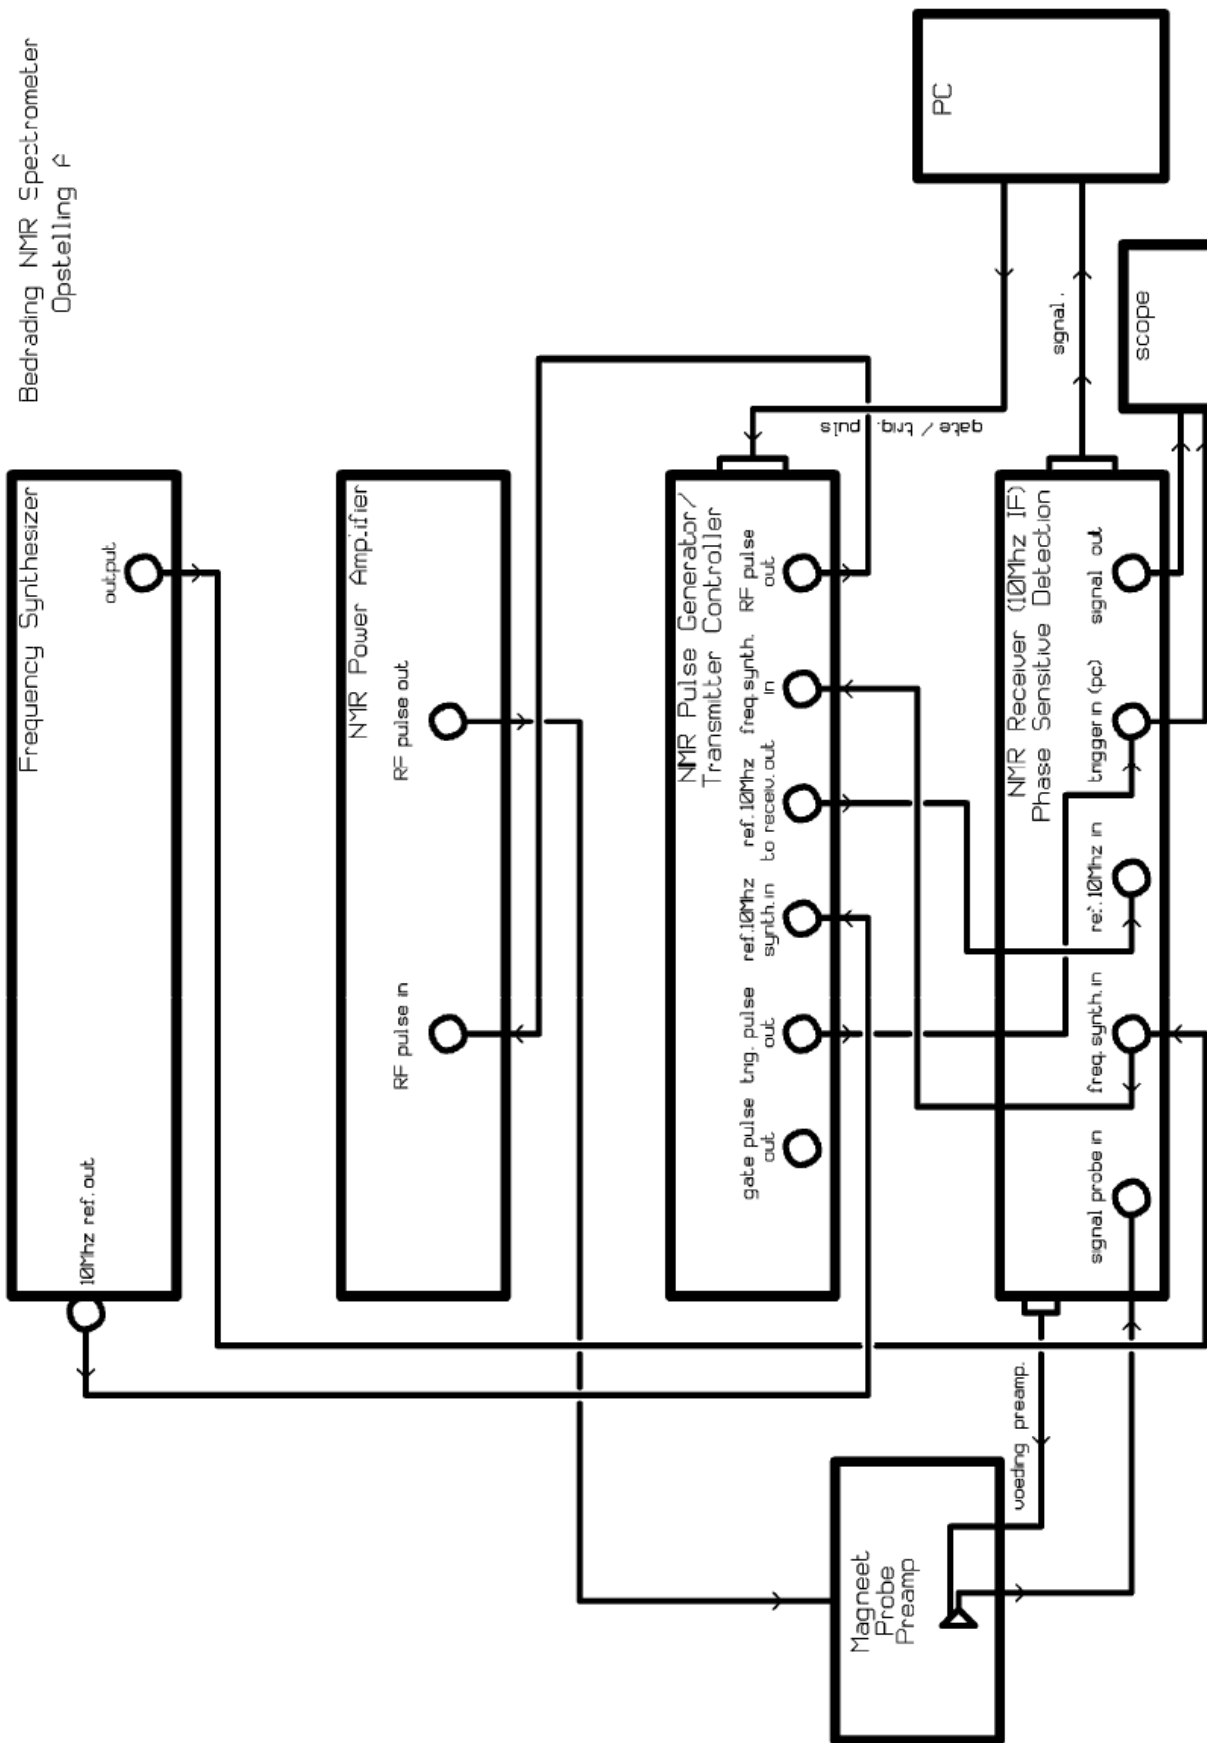 Bedrading NMR Spectrometer
Opstelling A
Frequency Synthesizer
output
10Mhz ref.out
NMR Power Amplifier
RF pulse in
RF pulse out
NMR Pulse Generator/
Transmitter Controller
gate pulse
out
trig. pulse
out
ref.10Mhz
synth.in
ref.10Mhz
to receiv.out
freq.synth.
in
RF pulse
out
gate / trig. puls
NMR Receiver (10Mhz IF)
Phase Sensitive Detection
signal probe in
freq. synth.in
ref.10Mhz in
trigger in (pc)
signal out
signal.
PC
scope
voeding preamp.
Magneet
Probe
Preamp